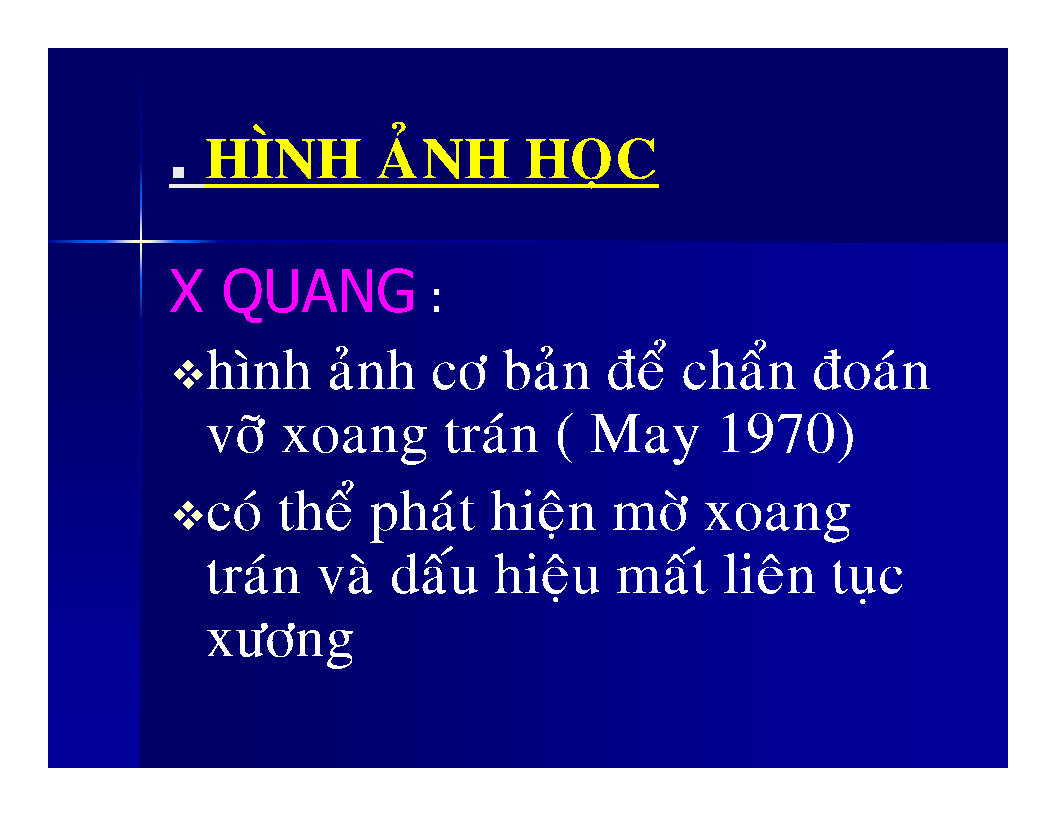 . HÌNH ẢNH HỌC
X QUANG :
❖hình ảnh cơ bản để chẩn đoán
vỡ xoang trán ( May 1970)
❖có thể phát hiện mờ xoang
trán và dấu hiệu mất liên tục
xương